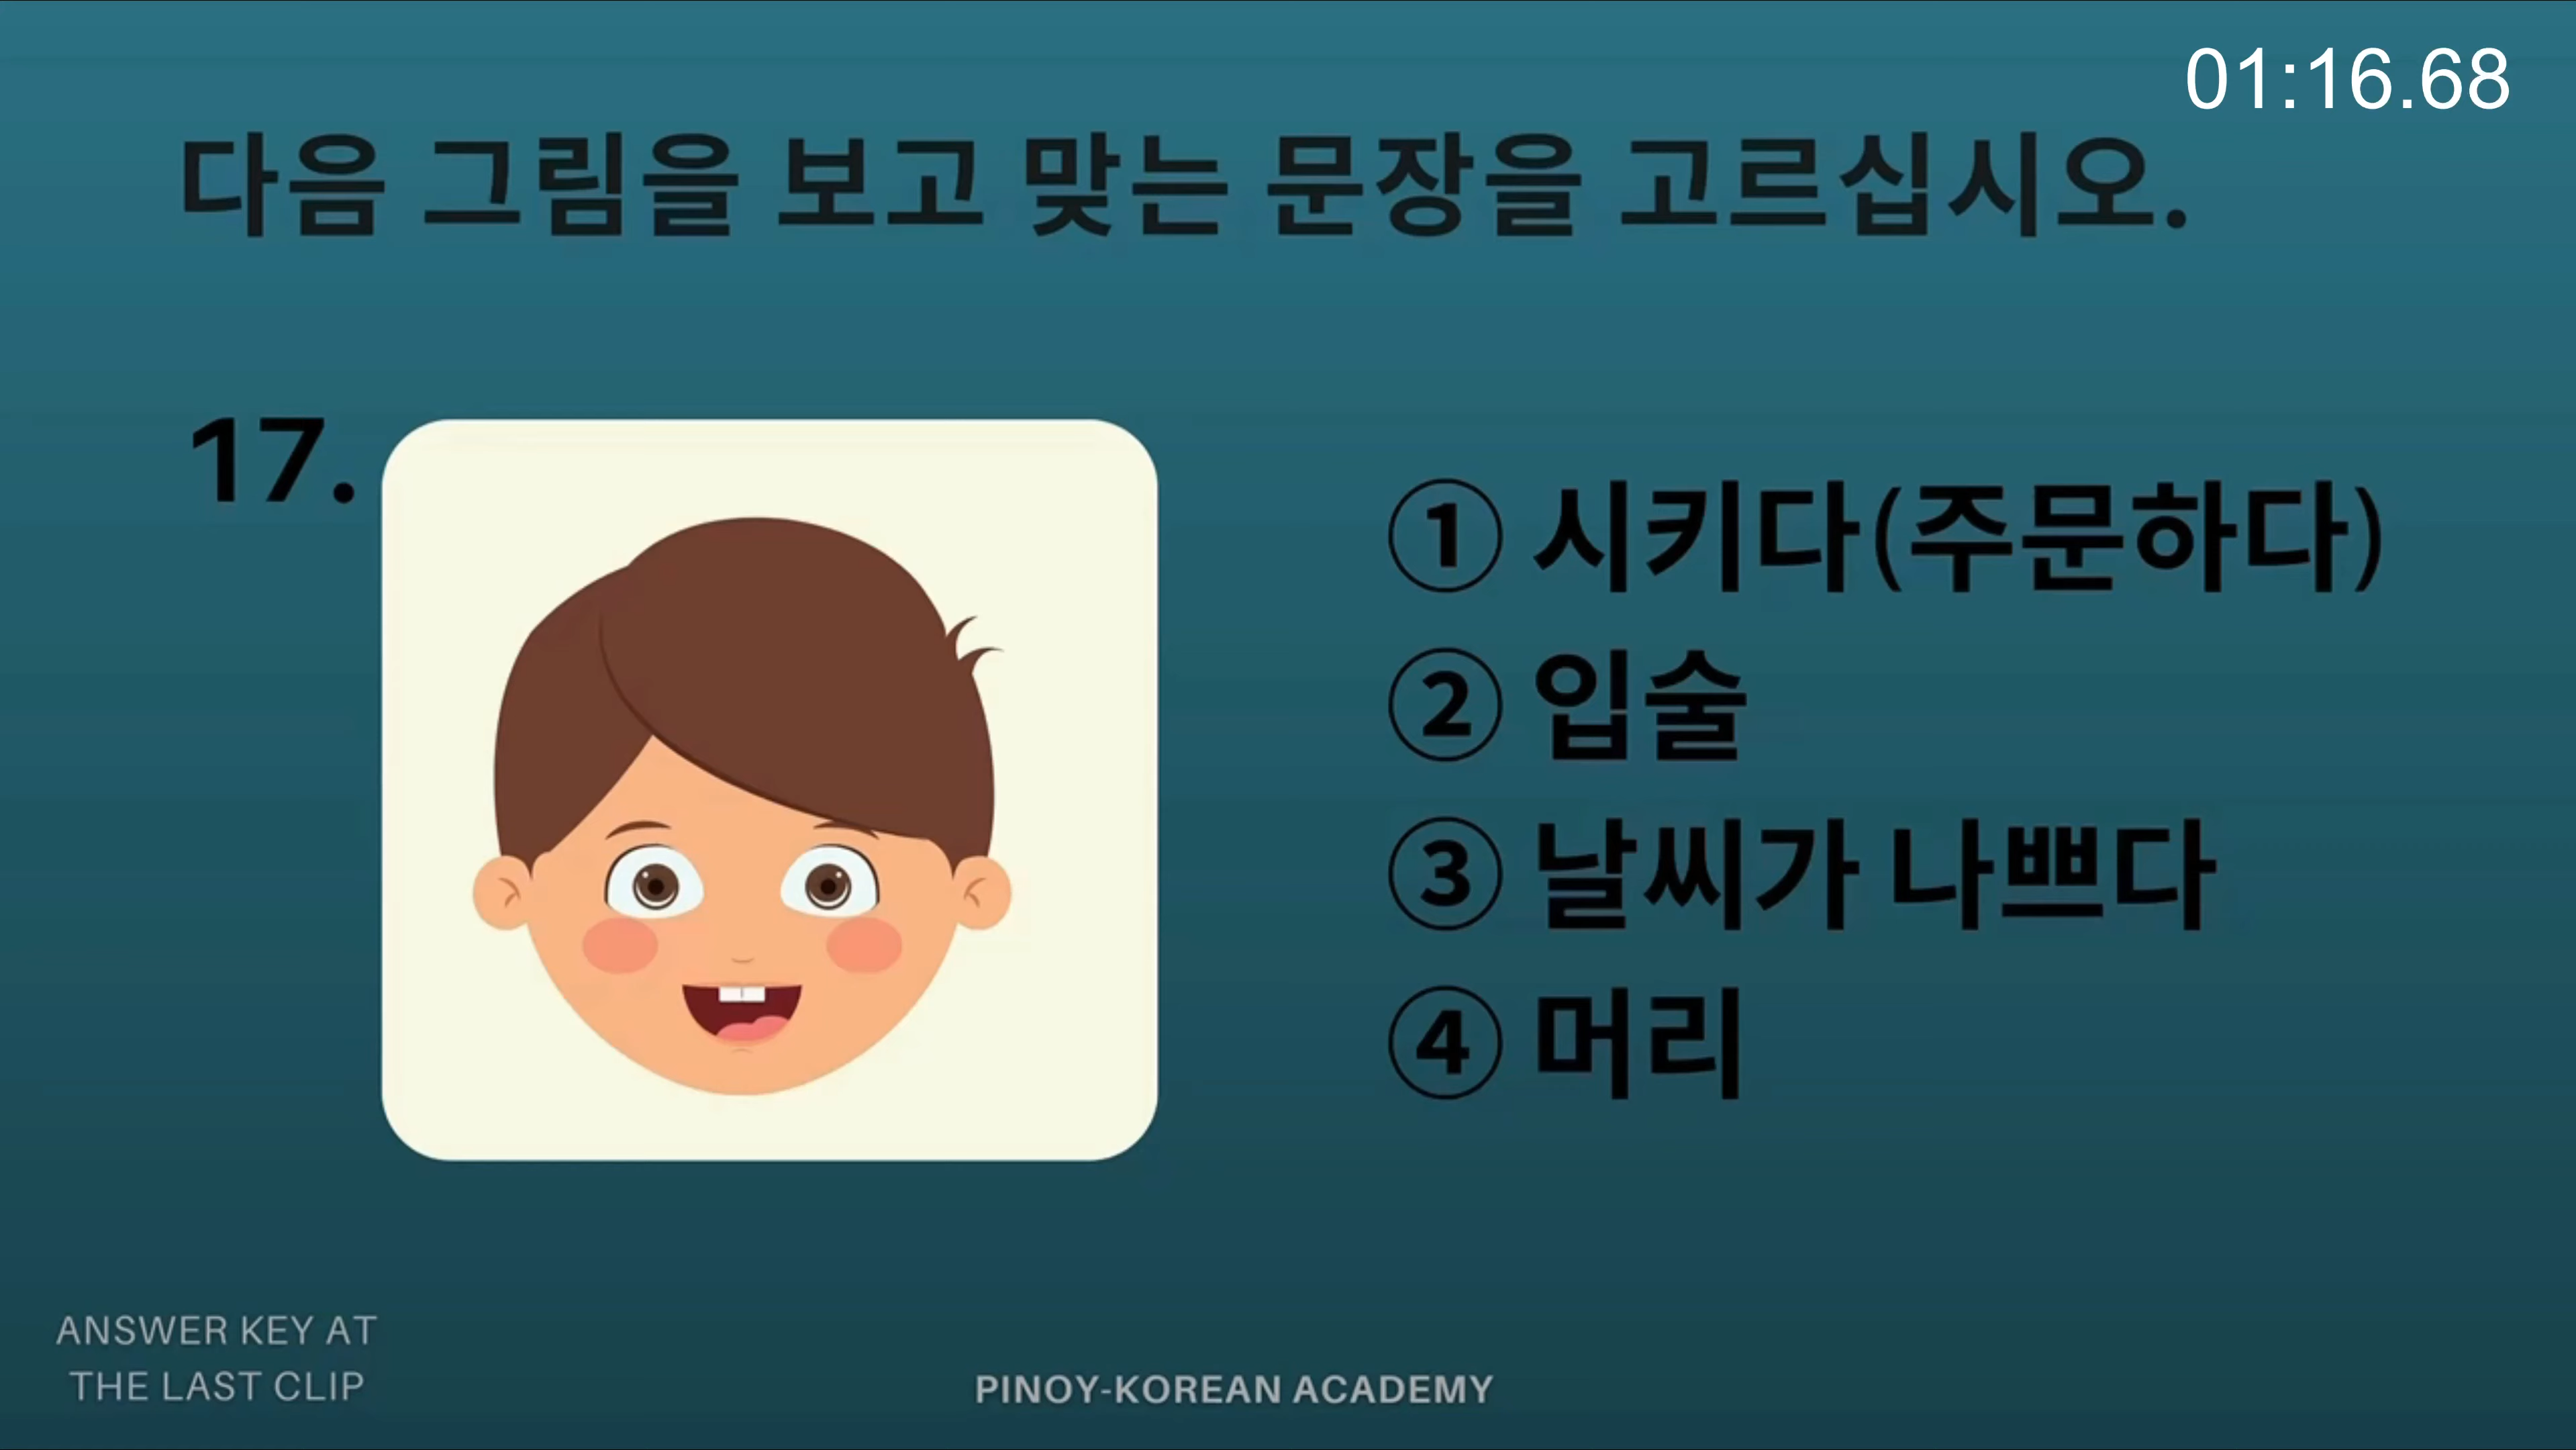 01:16.68
다음 그림을 보고 맞는 문장을 고르십시오.
17.
① 시키다(주문하다)
② 입술
③ 날씨가 나쁘다
④ 머리
ANSWER KEY AT
THE LAST CLIP
PINOY-KOREAN ACADEMY